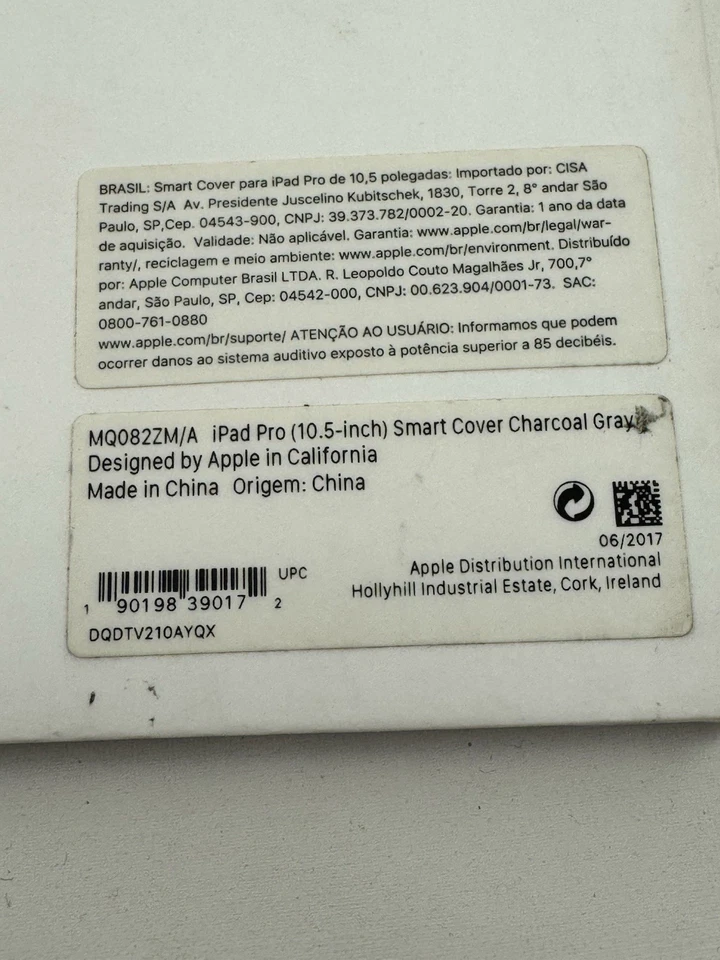 BRASIL: Smart Cover para iPad Pro de 10,5 polegadas: Importado por: CISA
Trading S/A  Av. Presidente Juscelino Kubitschek, 1830, Torre 2, 8° andar São
Paulo, SP,Cep. 04543-900, CNPJ: 39.373.782/0002-20. Garantia: 1 ano da data
de aquisição.  Validade: Não aplicável. Garantia: www.apple.com/br/legal/war-
ranty/, reciclagem e meio ambiente: www.apple.com/br/environment. Distribuído
por: Apple Computer Brasil LTDA. R. Leopoldo Couto Magalhães Jr, 700,7°
andar, São Paulo, SP, Cep: 04542-000, CNPJ: 00.623.904/0001-73.  SAC:
0800-761-0880
www.apple.com/br/suporte/ ATENÇÃO AO USUÁRIO: Informamos que podem
ocorrer danos ao sistema auditivo exposto à potência superior a 85 decibéis.
MQ082ZM/A  iPad Pro (10.5-inch) Smart Cover Charcoal Gray
Designed by Apple in California
Made in China  Origem: China
06/2017
Apple Distribution International
Hollyhill Industrial Estate, Cork, Ireland
UPC
1 90198 39017 2
DQDTV210AYQX